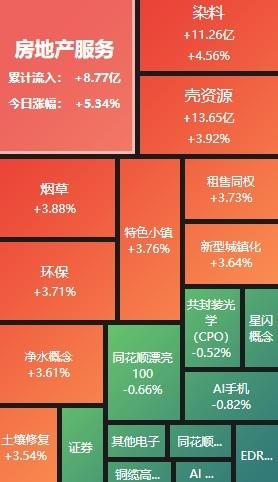 房地产服务
累计流入： +8.77亿
今日涨幅： +5.34%
染料
+11.26亿
+4.56%
壳资源
+13.65亿
+3.92%
烟草
+3.88%
特色小镇
+3.76%
租售同权
+3.73%
环保
+3.71%
新型城镇化
+3.64%
净水概念
+3.61%
同花顺漂亮
100
-0.66%
共封装光
学
（CPO）
-0.52%
星闪
概念
AI手机
-0.82%
土壤修复
+3.54%
证券
其他电子
同花顺...
EDR...
铜缆高...
AI ...